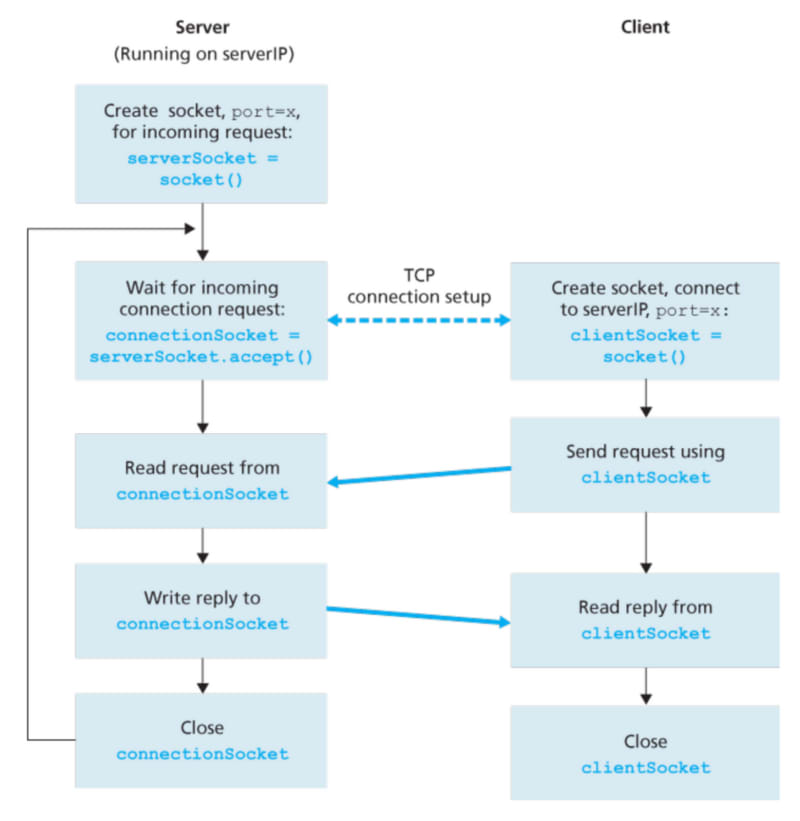 Server
(Running on serverIP)
Client
Create socket, port=x,
for incoming request:
serverSocket =
socket()
Wait for incoming
connection request:
connectionSocket =
serverSocket.accept()
TCP
connection setup
Create socket, connect
to serverIP, port=x:
clientSocket =
socket()
Read request from
connectionSocket
Send request using
clientSocket
Write reply to
connectionSocket
Read reply from
clientSocket
Close
connectionSocket
Close
clientSocket